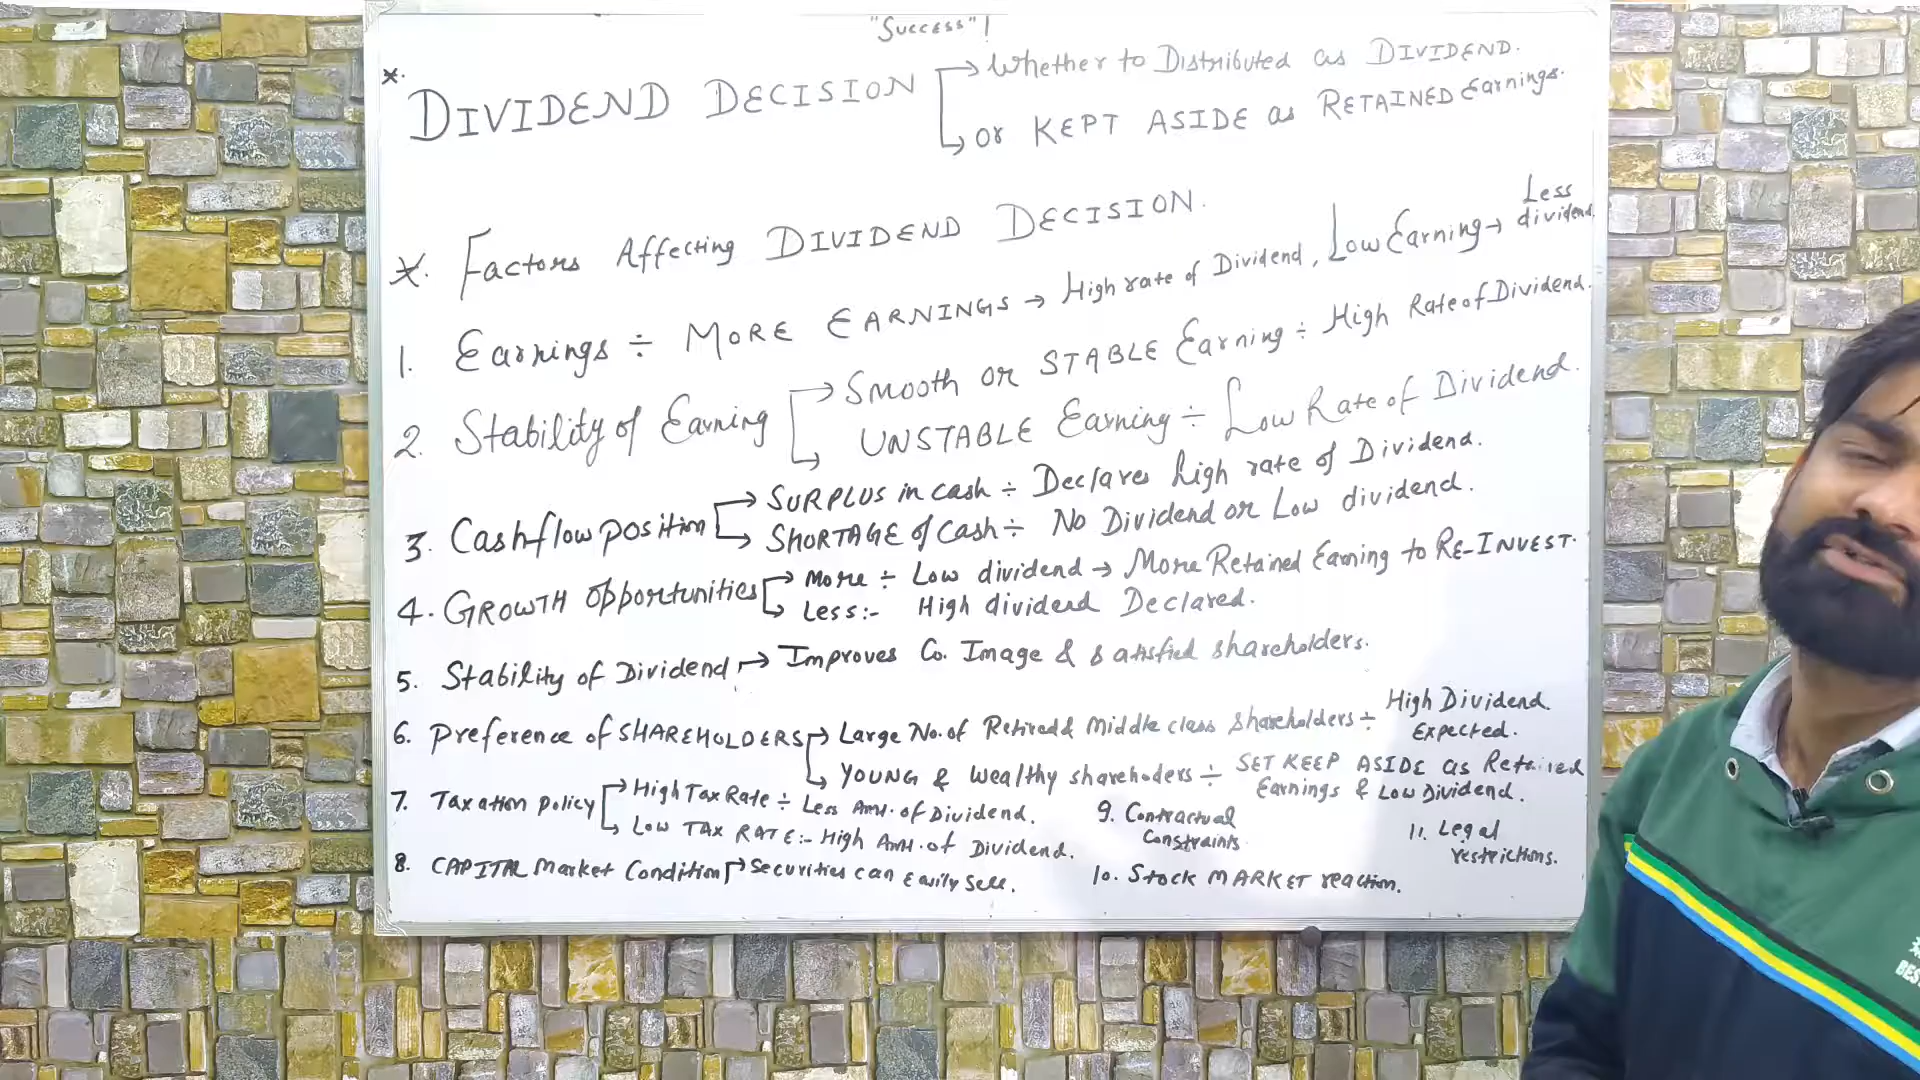 "Success"!
*. DIVIDEND DECISION → Whether to Distributed as DIVIDEND.
↳ or KEPT ASIDE as RETAINED Earnings.
*. Factors Affecting DIVIDEND DECISION.
1. Earnings ÷ MORE EARNINGS → High rate of Dividend, Low Earning → Less dividend
2. Stability of Earning → Smooth or STABLE Earning ÷ High Rate of Dividend.
→ UNSTABLE Earning ÷ Low Rate of Dividend.
3. Cashflow position → SURPLUS in cash ÷ Declares high rate of Dividend.
↳ SHORTAGE of Cash ÷ No Dividend or Low dividend.
4. GROWTH opportunities → More ÷ Low dividend → More Retained Earning to RE-INVEST.
↳ Less:- High dividend Declared.
5. Stability of Dividend → Improves Co. Image & satisfied shareholders.
6. Preference of SHAREHOLDERS → Large No. of Retired & Middle class shareholders ÷ High Dividend Expected.
↳ YOUNG & Wealthy sharehoders ÷ SET KEEP ASIDE as Retained Earnings & Low Dividend.
7. Taxation policy → High Tax Rate ÷ Less Amt. of Dividend.
↳ Low TAX RATE:- High Amt. of Dividend.
8. CAPITAL Market Condition → Securities can Easily Sell.
9. Contractual Constraints.
10. Stock MARKET reaction.
11. Legal restrictions.
BES